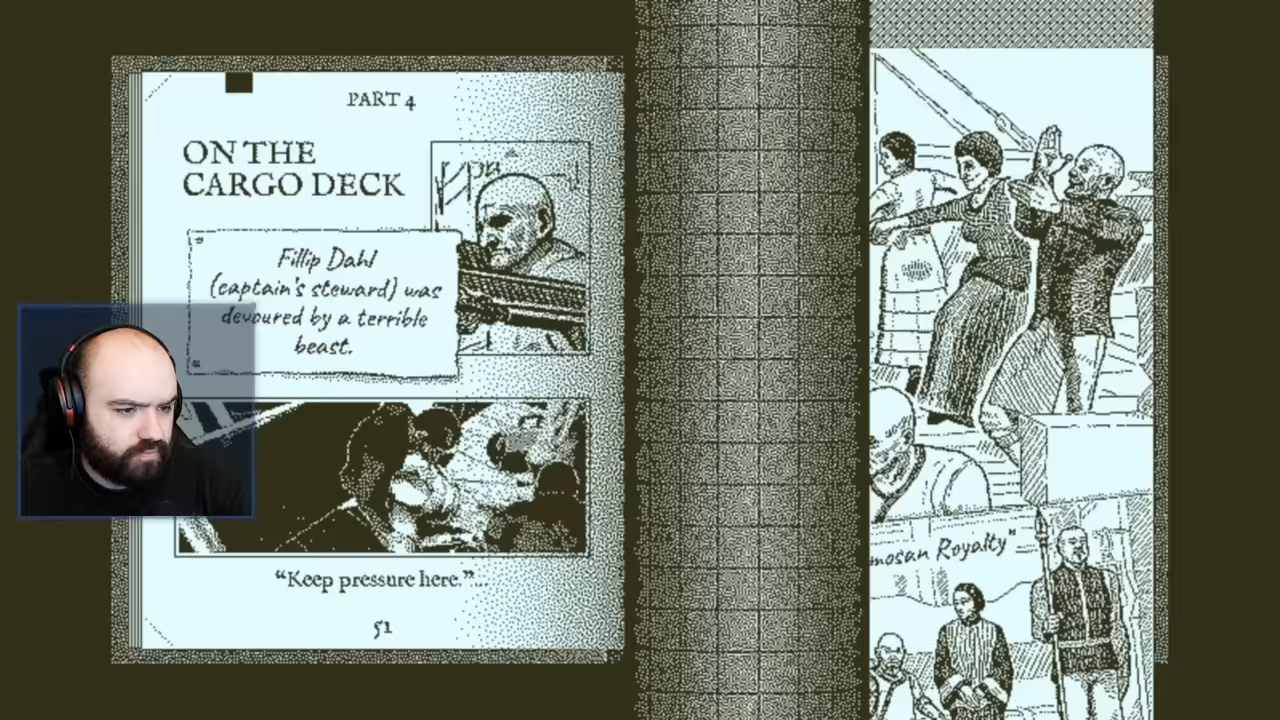 PART 4
ON THE
CARGO DECK
Fillip Dahl
(captain's steward) was
devoured by a terrible
beast.
"Keep pressure here."...
51
mosan Royalty"